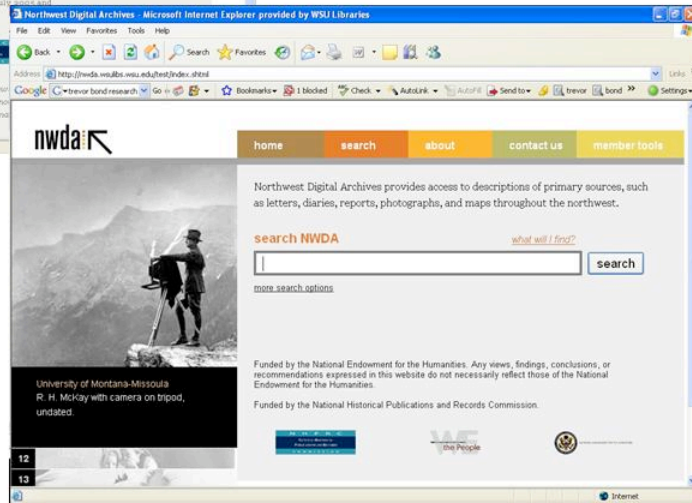 Northwest Digital Archives - Microsoft Internet Explorer provided by WSU Libraries
File Edit View Favorites Tools Help
Back Search Favorites
Address http://nwda.wsulibs.wsu.edu/test/index.shtml Links
Google trevor bond research Go Bookmarks 1 blocked Check AutoLink AutoFill Send to trevor bond Settings
nwda
home search about contact us member tools
Northwest Digital Archives provides access to descriptions of primary sources, such
as letters, diaries, reports, photographs, and maps throughout the northwest.
search NWDA what will I find?
search
more search options
Funded by the National Endowment for the Humanities. Any views, findings, conclusions, or
recommendations expressed in this website do not necessarily reflect those of the National
Endowment for the Humanities.
Funded by the National Historical Publications and Records Commission.
University of Montana-Missoula
R. H. McKay with camera on tripod,
undated.
WE
the People
12
13
Internet